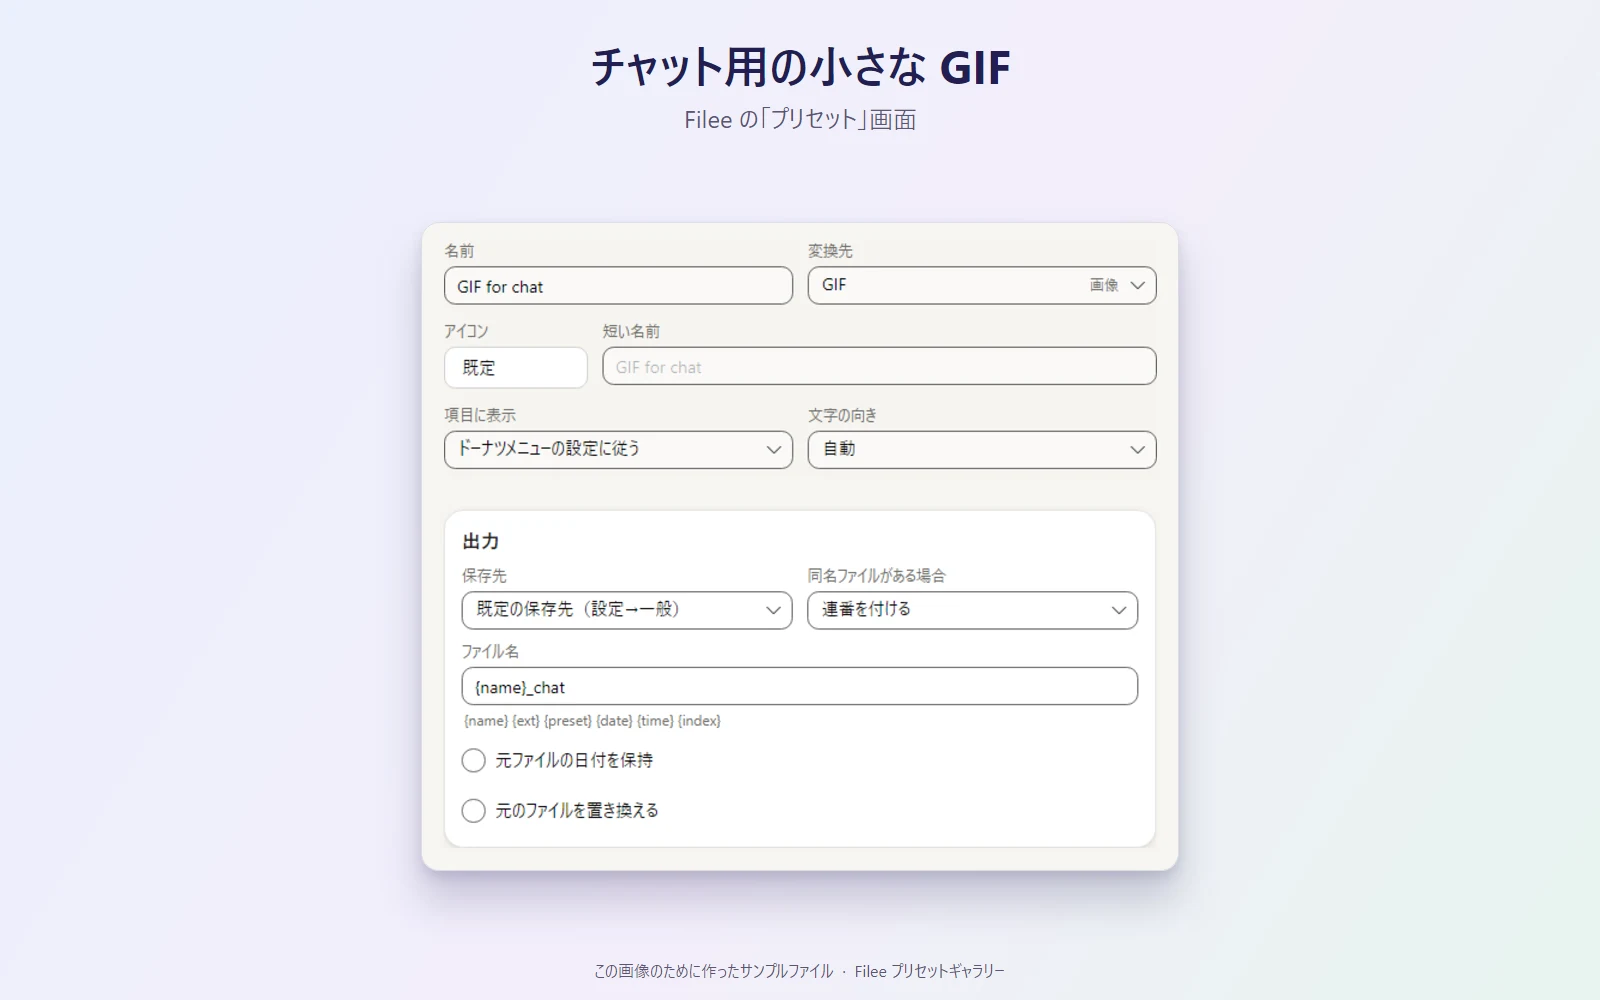 チャット用の小さな GIF
Filee の「プリセット」画面
名前
変換先
GIF for chat
GIF 画像
アイコン
短い名前
既定
GIF for chat
項目に表示
文字の向き
ドーナツメニューの設定に従う
自動
出力
保存先
同名ファイルがある場合
既定の保存先（設定→一般）
連番を付ける
ファイル名
{name}_chat
{name} {ext} {preset} {date} {time} {index}
元ファイルの日付を保持
元のファイルを置き換える
この画像のために作ったサンプルファイル · Filee プリセットギャラリー